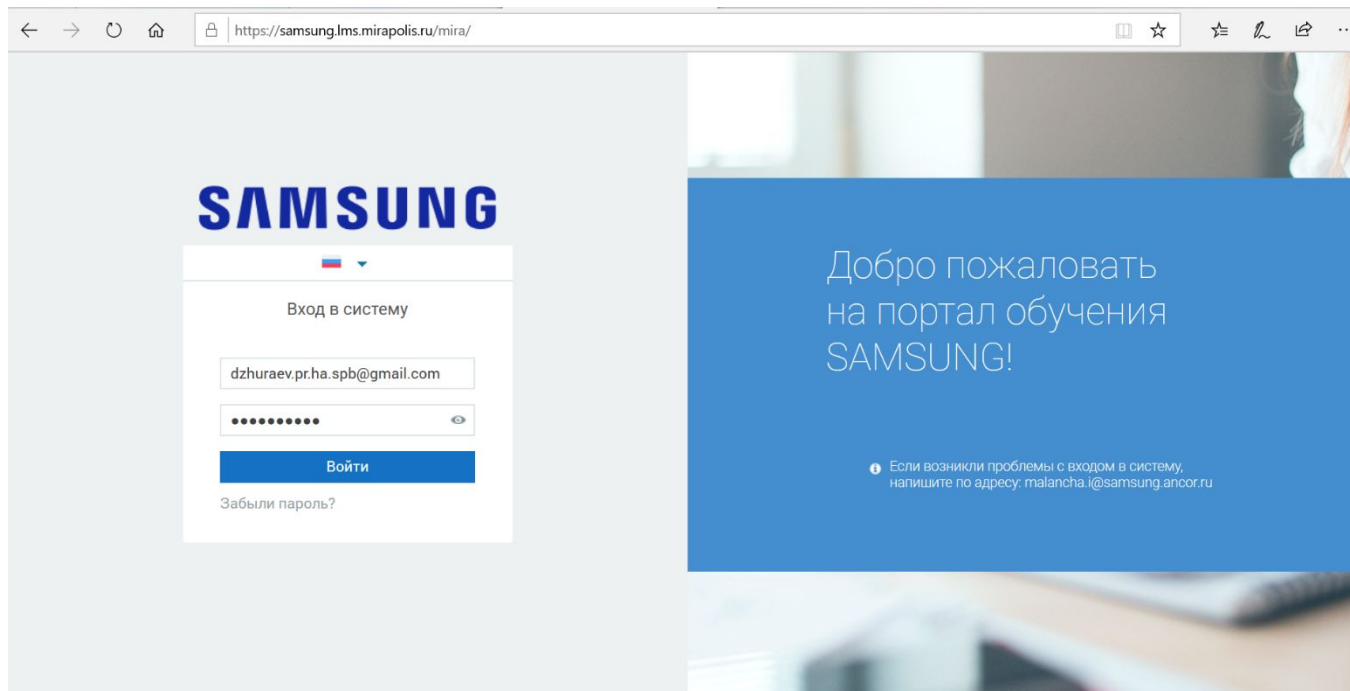 https://samsung.lms.mirapolis.ru/mira/
SAMSUNG
Вход в систему
dzhuraev.pr.ha.spb@gmail.com
••••••••••
Войти
Забыли пароль?
Добро пожаловать
на портал обучения
SAMSUNG!
Если возникли проблемы с входом в систему,
напишите по адресу: malancha.i@samsung.ancor.ru